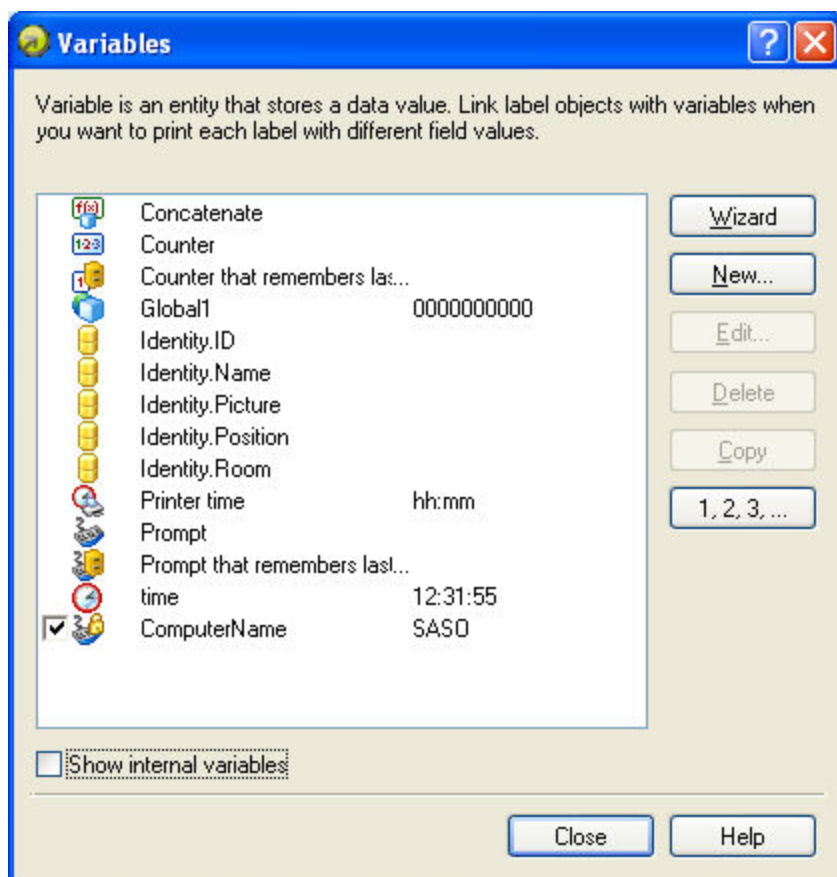 Variables
Variable is an entity that stores a data value. Link label objects with variables when
you want to print each label with different field values.
Concatenate
Counter
Counter that remembers las...
Global1 0000000000
Identity.ID
Identity.Name
Identity.Picture
Identity.Position
Identity.Room
Printer time hh:mm
Prompt
Prompt that remembers last...
time 12:31:55
ComputerName SASO
Wizard
New...
Edit...
Delete
Copy
1, 2, 3, ...
Show internal variables
Close Help